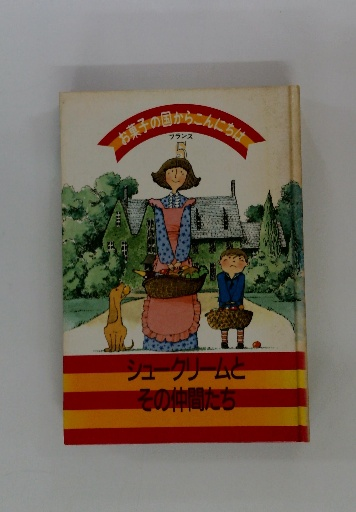 お菓子の国からこんにちは
フランス
シュークリームと
その仲間たち